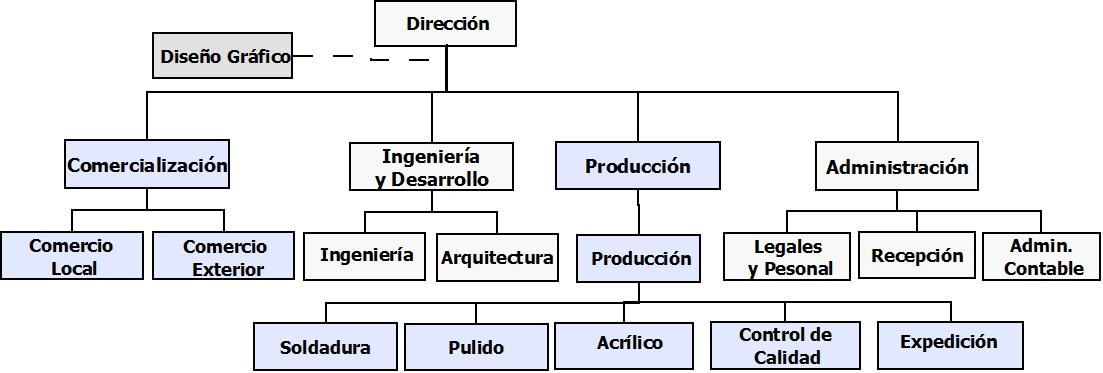 Dirección
Diseño Gráfico
Comercialización
Ingeniería
y Desarrollo
Producción
Administración
Comercio
Local
Comercio
Exterior
Ingeniería
Arquitectura
Producción
Legales
y Pesonal
Recepción
Admin.
Contable
Soldadura
Pulido
Acrílico
Control de
Calidad
Expedición